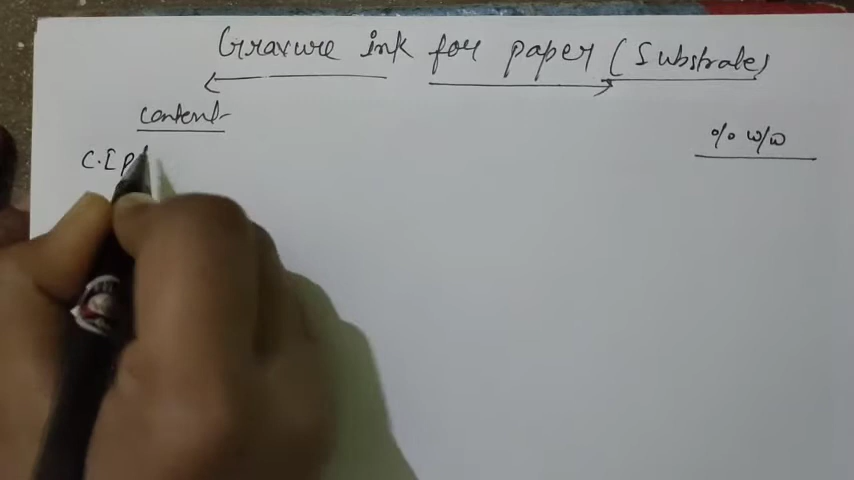 Gravure ink for paper (Substrate)
Content
% w/w
C.I P